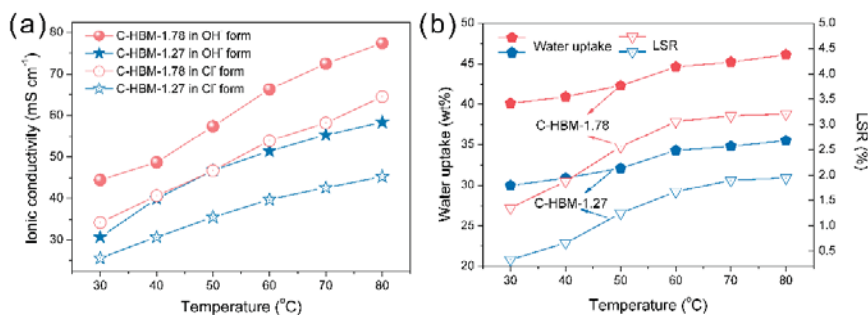 (a)
C-HBM-1.78 in OH⁻ form
C-HBM-1.27 in OH⁻ form
C-HBM-1.78 in Cl⁻ form
C-HBM-1.27 in Cl⁻ form
Ionic conductivity (mS cm⁻¹)
80
70
60
50
40
30
30 40 50 60 70 80
Temperature (°C)
(b)
Water uptake LSR
C-HBM-1.78
C-HBM-1.27
Water uptake (wt%)
50
45
40
35
30
25
20
LSR (%)
5.0
4.5
4.0
3.5
3.0
2.5
2.0
1.5
1.0
0.5
30 40 50 60 70 80
Temperature (°C)